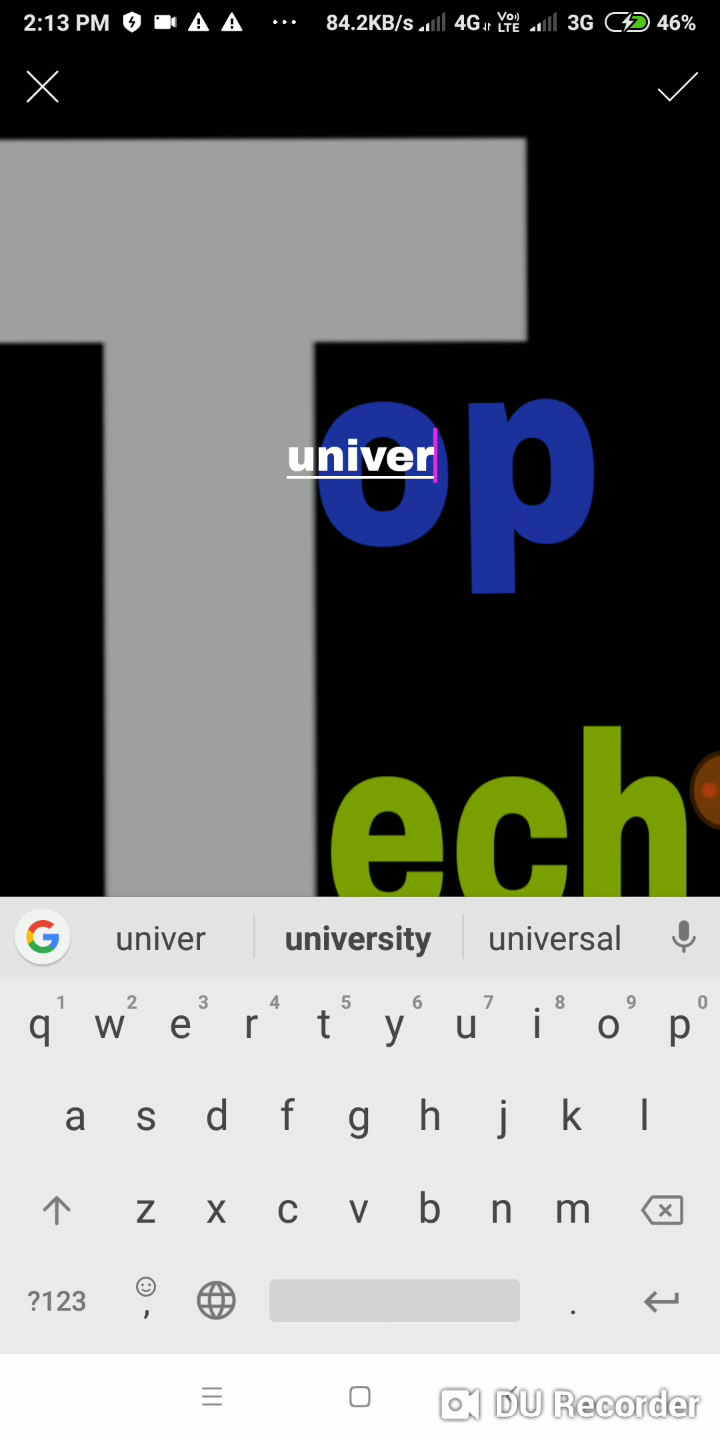 2:13 PM ... 84.2KB/s 4G Vo) LTE 3G 46%
T
op
univer
ech
univer university universal
1 2 3 4 5 6 7 8 9 0
q w e r t y u i o p
a s d f g h j k l
z x c v b n m
?123 , .
DU Recorder